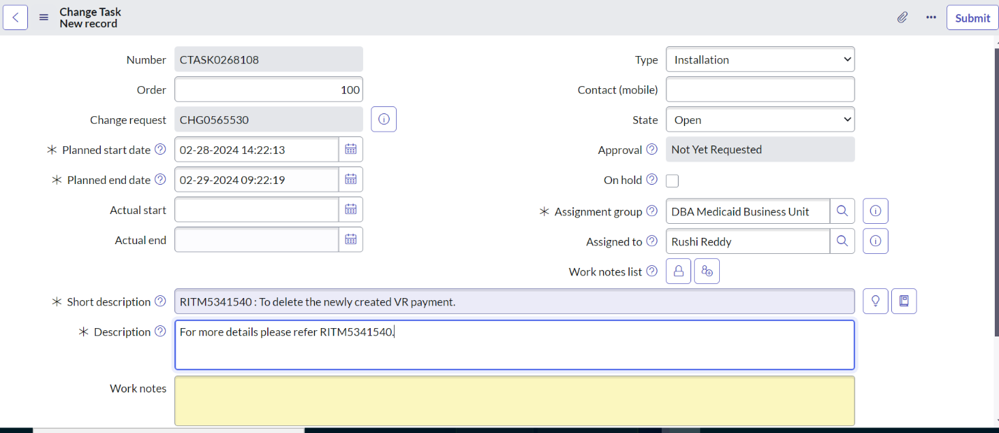 Change Task
New record
Submit
Number CTASK0268108
Type Installation
Order 100
Contact (mobile)
Change request CHG0565530
State Open
Planned start date 02-28-2024 14:22:13
Approval Not Yet Requested
Planned end date 02-29-2024 09:22:19
On hold
Actual start
Assignment group DBA Medicaid Business Unit
Actual end
Assigned to Rushi Reddy
Work notes list
Short description RITM5341540 : To delete the newly created VR payment.
Description For more details please refer RITM5341540.
Work notes